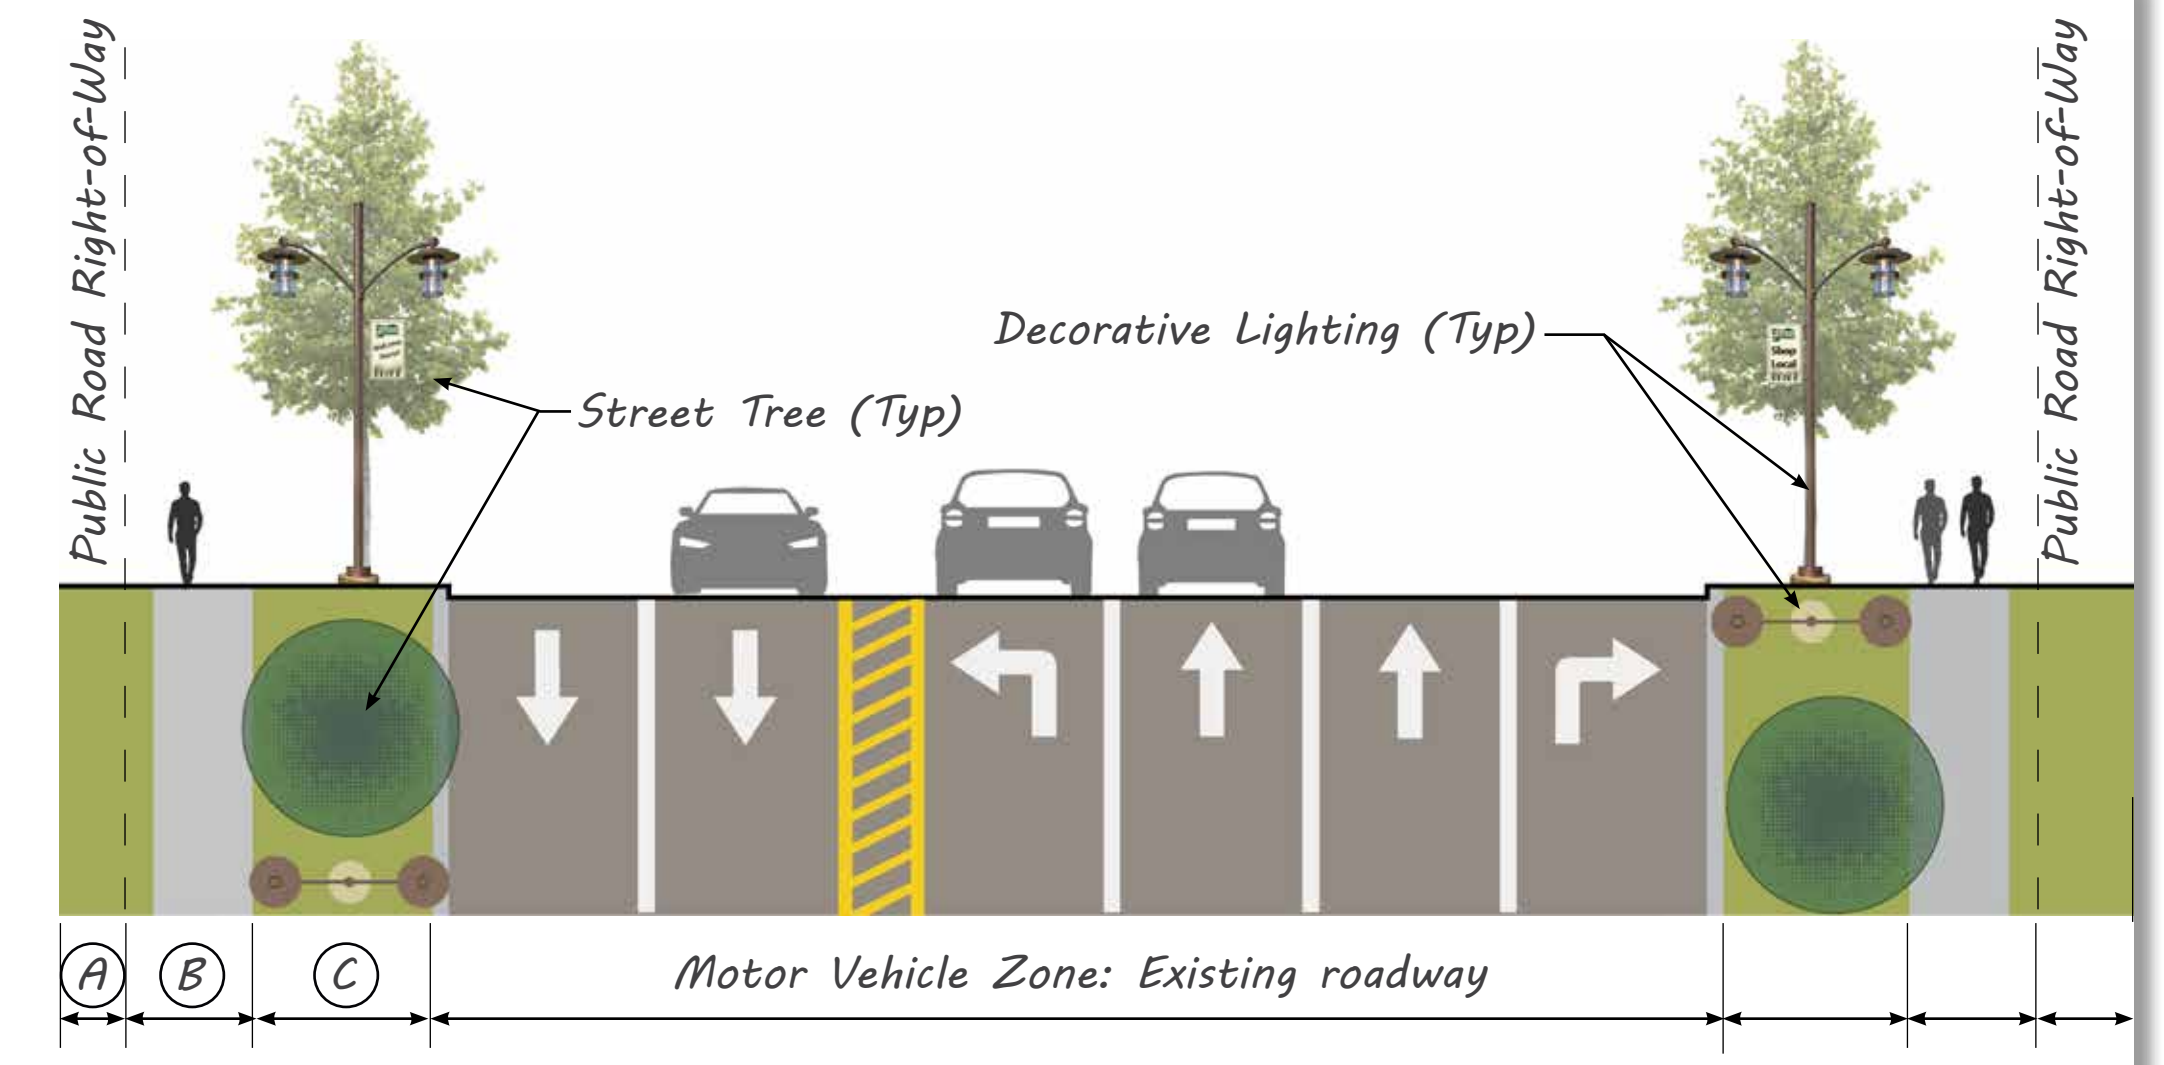 Public Road Right-of-Way
Public Road Right-of-Way
Decorative Lighting (Typ)
Shop
Local
Street Tree (Typ)
A
B
C
Motor Vehicle Zone: Existing roadway